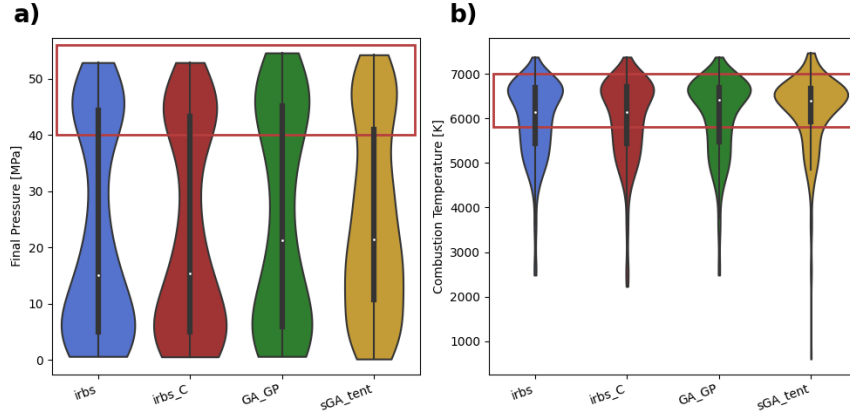 a)
Final Pressure [MPa]
50
40
30
20
10
0
irbs
irbs_C
GA_GP
sGA_tent
b)
Combustion Temperature [K]
7000
6000
5000
4000
3000
2000
1000
irbs
irbs_C
GA_GP
sGA_tent